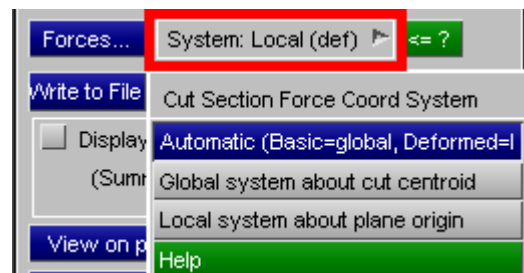 Forces... System: Local (def) <= ?
Write to File
Cut Section Force Coord System
Display Automatic (Basic=global, Deformed=l
(Sumr Global system about cut centroid
Local system about plane origin
View on p
Help